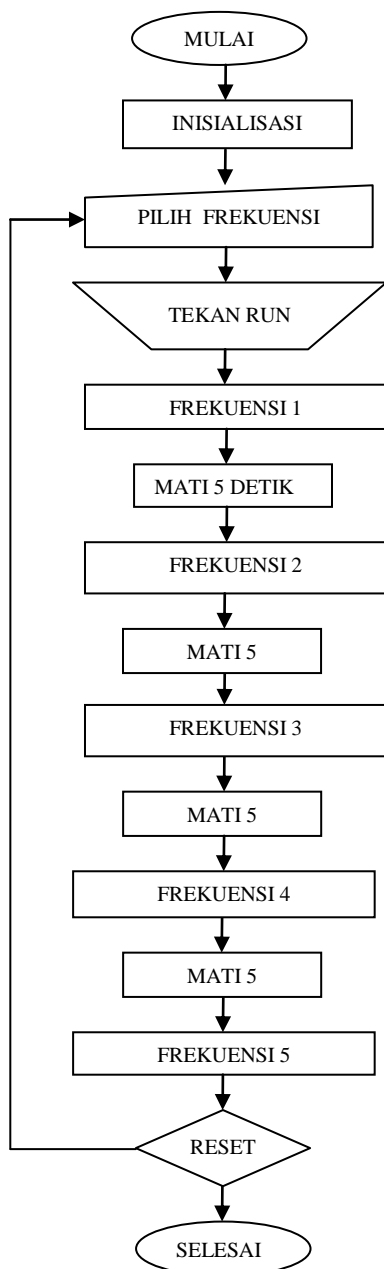 MULAI
INISIALISASI
PILIH FREKUENSI
TEKAN RUN
FREKUENSI 1
MATI 5 DETIK
FREKUENSI 2
MATI 5
FREKUENSI 3
MATI 5
FREKUENSI 4
MATI 5
FREKUENSI 5
RESET
SELESAI